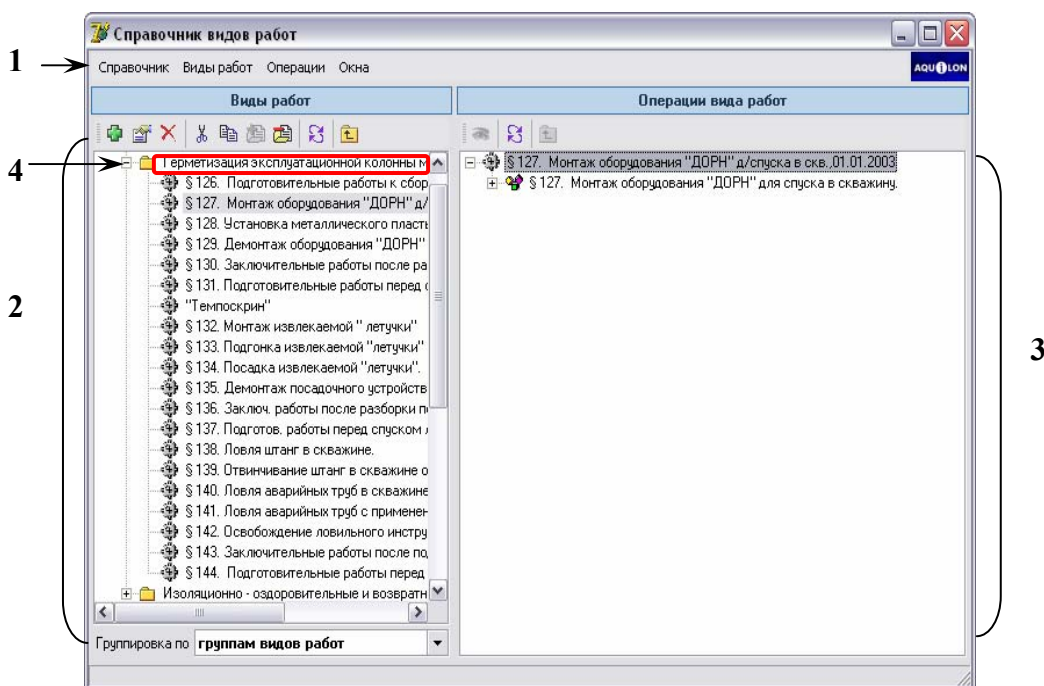 Справочник видов работ
1
Справочник Виды работ Операции Окна
AQUILON
Виды работ
Операции вида работ
4
Герметизация эксплуатационной колонны м
§ 126. Подготовительные работы к сбор
§ 127. Монтаж оборудования "ДОРН" д/
§ 128. Установка металлического пласть
§ 129. Демонтаж оборудования "ДОРН"
§ 130. Заключительные работы после ра
§ 131. Подготовительные работы перед с
"Темпоскрин"
§ 132. Монтаж извлекаемой " летучки"
§ 133. Подгонка извлекаемой "летучки"
§ 134. Посадка извлекаемой "летучки".
§ 135. Демонтаж посадочного устройств
§ 136. Заключ. работы после разборки п
§ 137. Подготов. работы перед спуском
§ 138. Ловля штанг в скважине.
§ 139. Отвинчивание штанг в скважине о
§ 140. Ловля аварийных труб в скважине
§ 141. Ловля аварийных труб с применен
§ 142. Освобождение ловильного инстру
§ 143. Заключительные работы после по
§ 144. Подготовительные работы перед
Изоляционно - оздоровительные и возвратн
Группировка по группам видов работ
2
§ 127. Монтаж оборудования "ДОРН" д/спуска в скв.,01.01.2003
§ 127. Монтаж оборудования "ДОРН" для спуска в скважину.
3